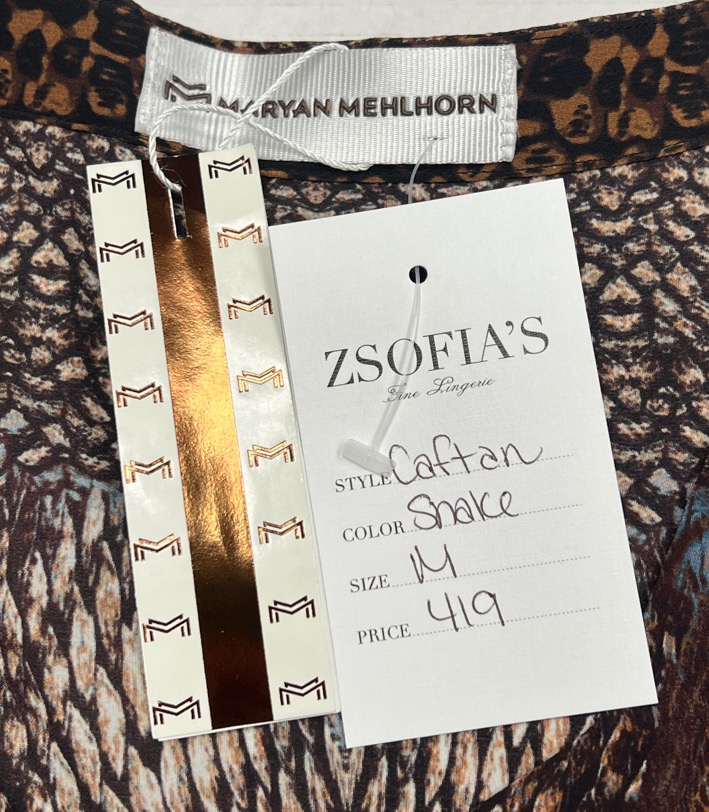 MARYAN MEHLHORN
ZSOFIA'S
Fine Lingerie
STYLE Caftan
COLOR Snake
SIZE M
PRICE 419